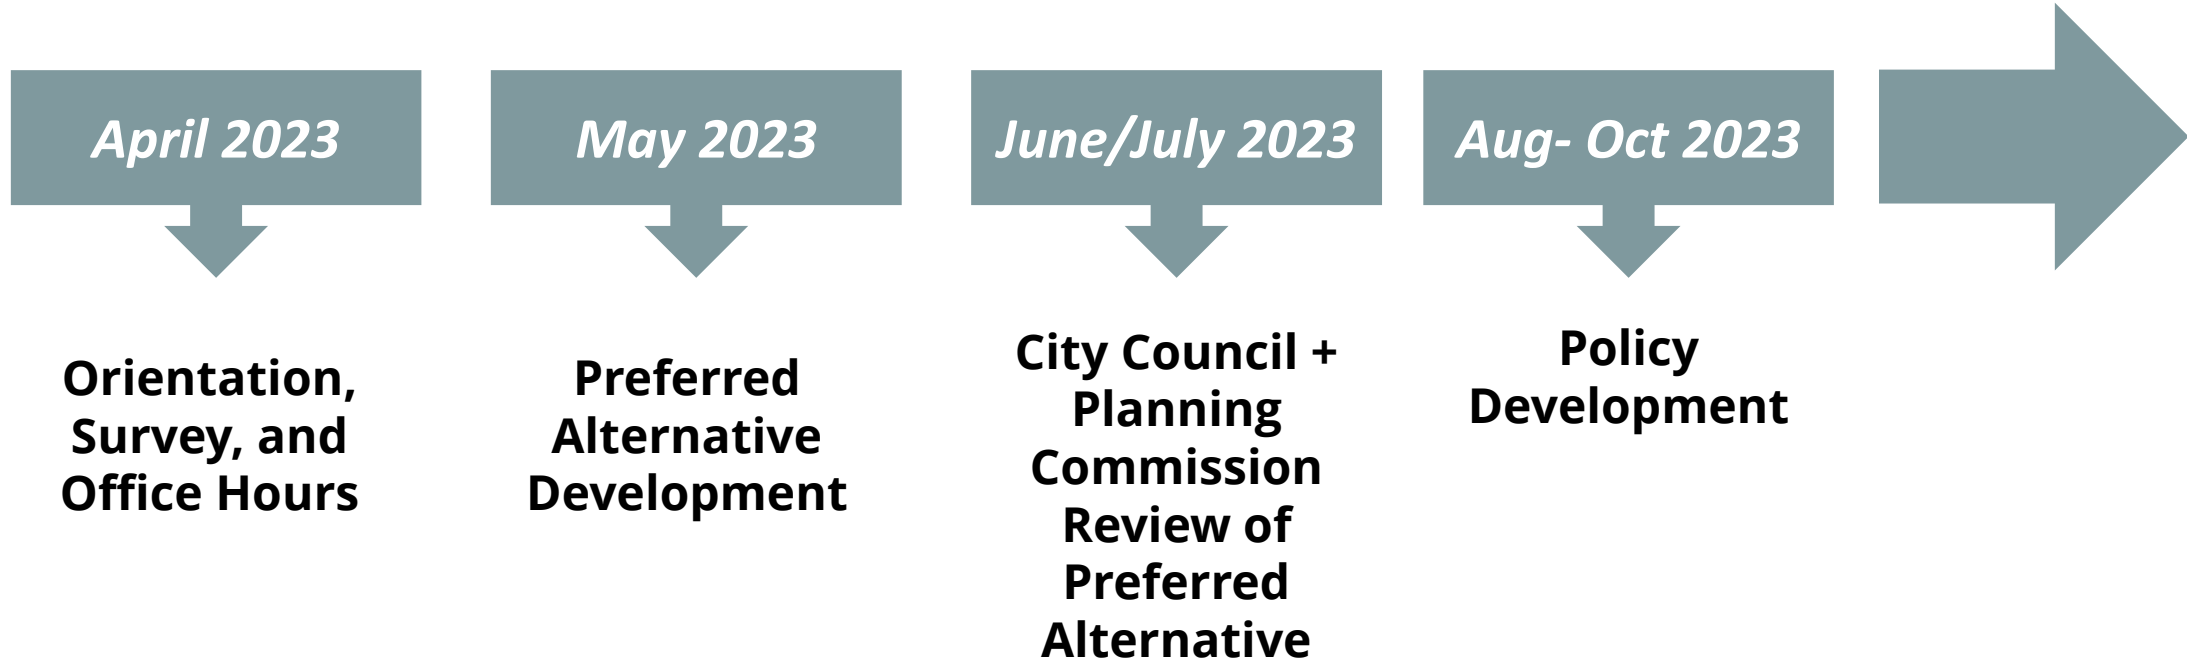 April 2023
Orientation,
Survey, and
Office Hours
May 2023
Preferred
Alternative
Development
June/July 2023
City Council +
Planning
Commission
Review of
Preferred
Alternative
Aug- Oct 2023
Policy
Development